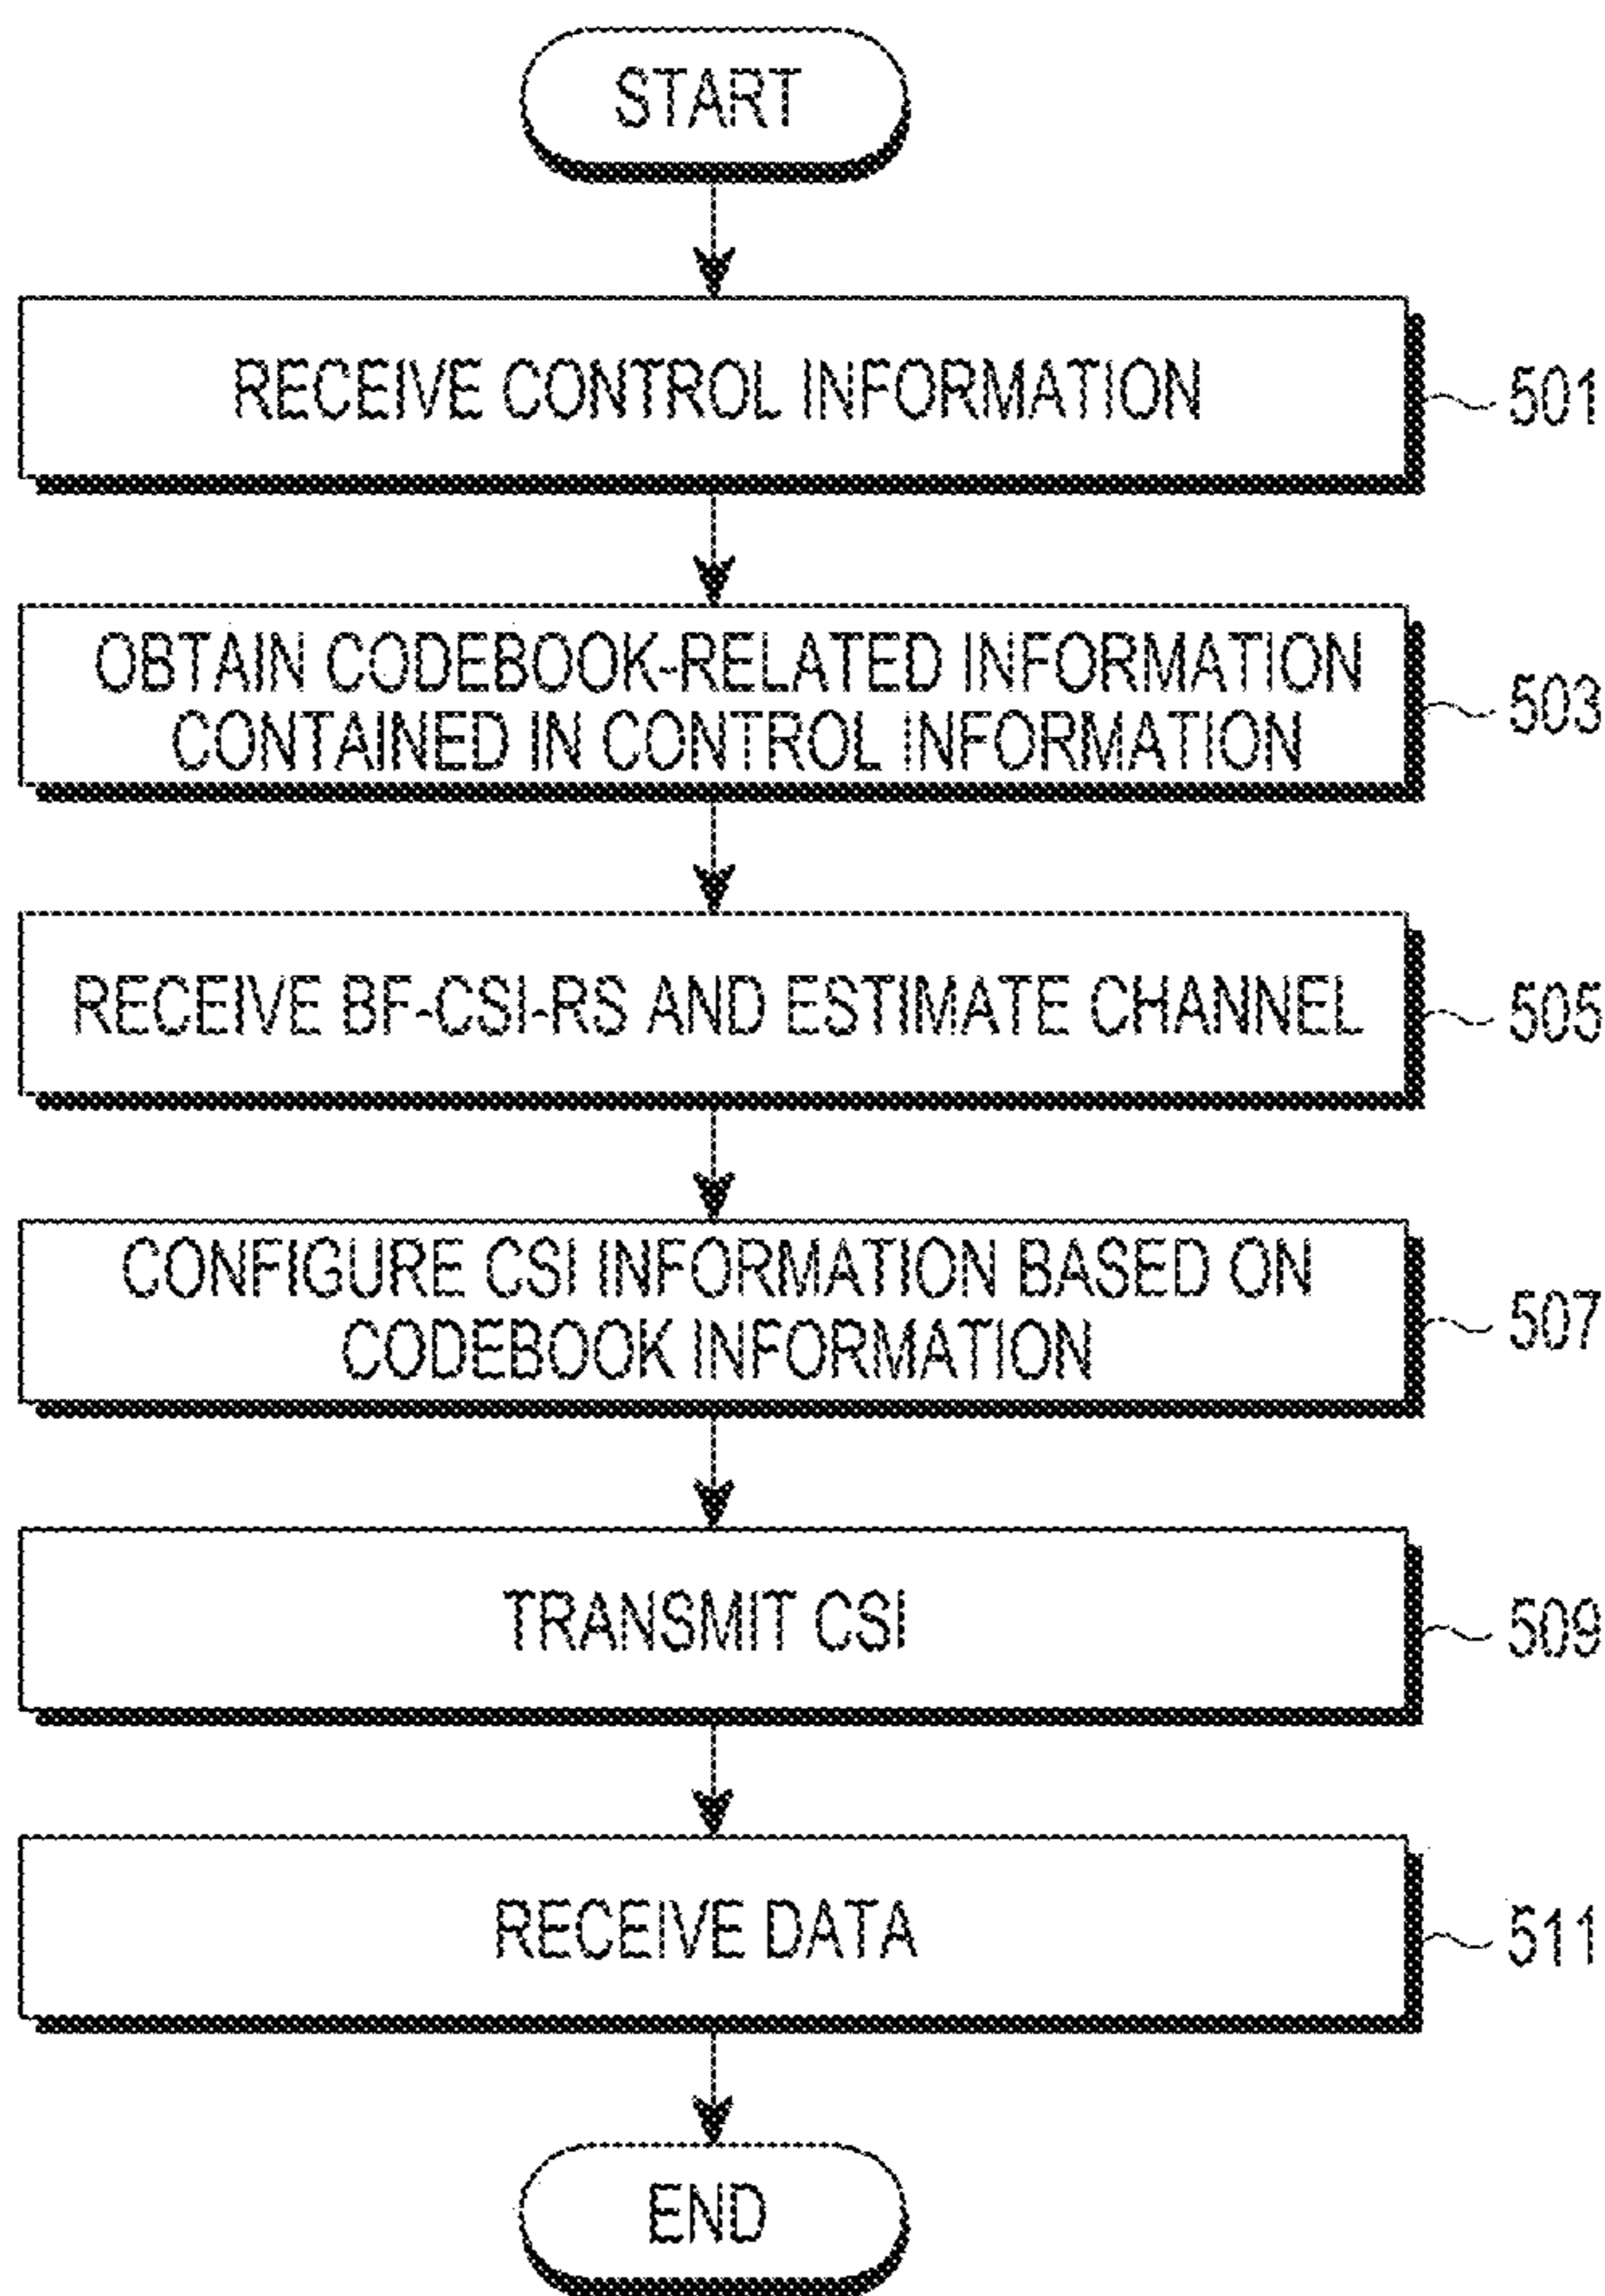 START
RECEIVE CONTROL INFORMATION
501
OBTAIN CODEBOOK-RELATED INFORMATION
CONTAINED IN CONTROL INFORMATION
503
RECEIVE BF-CSI-RS AND ESTIMATE CHANNEL
505
CONFIGURE CSI INFORMATION BASED ON
CODEBOOK INFORMATION
507
TRANSMIT CSI
509
RECEIVE DATA
511
END